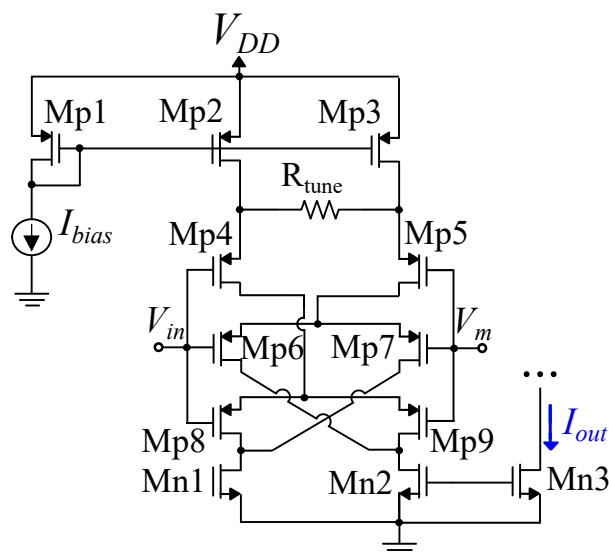 V_DD
Mp1 Mp2 Mp3
R_tune
I_bias
Mp4 Mp5
V_in V_m
Mp6 Mp7
...
I_out
Mp8 Mp9
Mn1 Mn2 Mn3